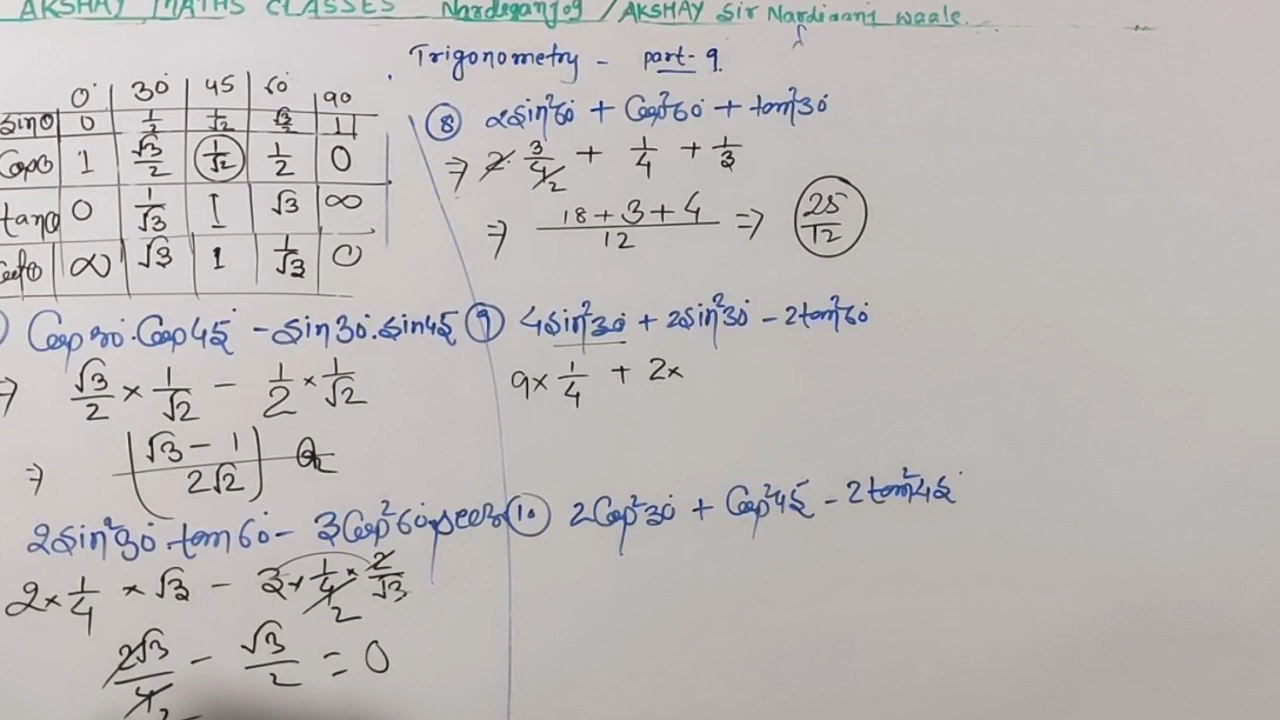 AKSHAY MATHS CLASSES Nardeganjog / AKSHAY Sir Nardiganj waale.
Trigonometry - part-9
0° 30° 45 60° 90
sinθ 0 1/2 1/√2 √3/2 1
Cosθ 1 √3/2 1/√2 1/2 0
tanθ 0 1/√3 1 √3 ∞
cotθ ∞ √3 1 1/√3 0
Cos30°.Cos45° - sin30°.sin45°
⇒ √3/2 × 1/√2 - 1/2 × 1/√2
⇒ (√3 - 1)/2√2
2sin²30°.tan60° - 3Cos²60°.sec
2×1/4 ×√3 - 3×1/4×2/√3 2
2√3/4 2 - √3/2 = 0
⑧ 2sin²60° + Cos²60° + tan²30°
⇒ 2·3/4 2 + 1/4 + 1/3
⇒ 18+3+4/12 ⇒ 25/12
⑨ 4sin²30° + 2sin²30° - 2tan²60°
9×1/4 + 2×
⑩ 2Cos²30° + Cos²45° - 2tan²45°